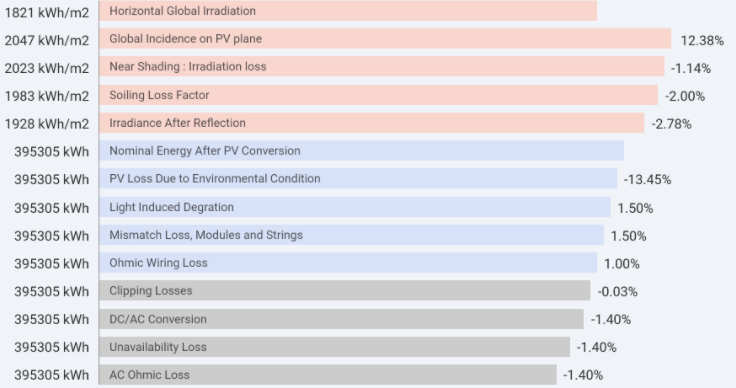 1821 kWh/m2 Horizontal Global Irradiation
2047 kWh/m2 Global Incidence on PV plane 12.38%
2023 kWh/m2 Near Shading : Irradiation loss -1.14%
1983 kWh/m2 Soiling Loss Factor -2.00%
1928 kWh/m2 Irradiance After Reflection -2.78%
395305 kWh Nominal Energy After PV Conversion
395305 kWh PV Loss Due to Environmental Condition -13.45%
395305 kWh Light Induced Degration 1.50%
395305 kWh Mismatch Loss, Modules and Strings 1.50%
395305 kWh Ohmic Wiring Loss 1.00%
395305 kWh Clipping Losses -0.03%
395305 kWh DC/AC Conversion -1.40%
395305 kWh Unavailability Loss -1.40%
395305 kWh AC Ohmic Loss -1.40%